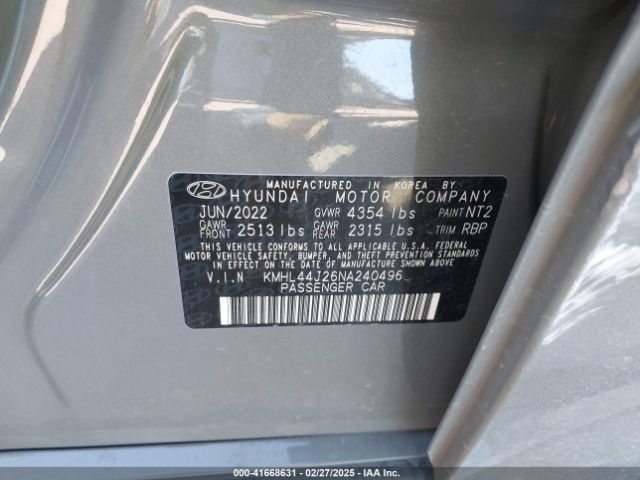 MANUFACTURED IN KOREA BY
HYUNDAI MOTOR COMPANY
JUN/2022 GVWR 4354 lbs PAINT NT2
GAWR FRONT 2513 lbs GAWR REAR 2315 lbs TRIM RBP
THIS VEHICLE CONFORMS TO ALL APPLICABLE U.S.A. FEDERAL
MOTOR VEHICLE SAFETY, BUMPER, AND THEFT PREVENTION
STANDARDS IN EFFECT ON THE DATE OF MANUFACTURE SHOWN ABOVE.
V.I.N KMHL44J26NA240496
PASSENGER CAR
000-41668631 - 02/27/2025 - IAA Inc.